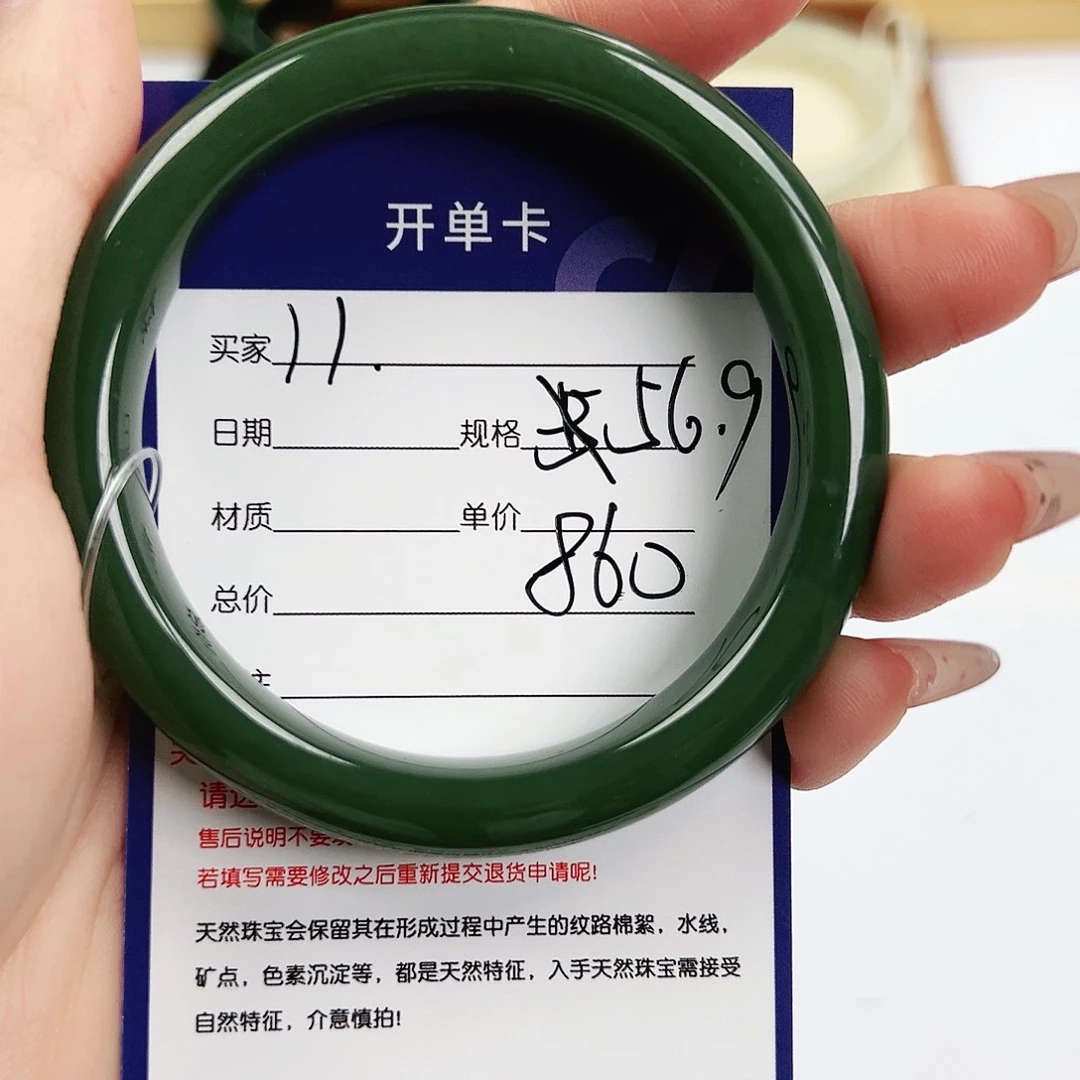 开单卡
买家 11.
日期 规格 56.9
材质 单价
860
总价
请
售后说明不要
若填写需要修改之后重新提交退货申请呢!
天然珠宝会保留其在形成过程中产生的纹路棉絮，水线，
矿点，色素沉淀等，都是天然特征，入手天然珠宝需接受
自然特征，介意慎拍!